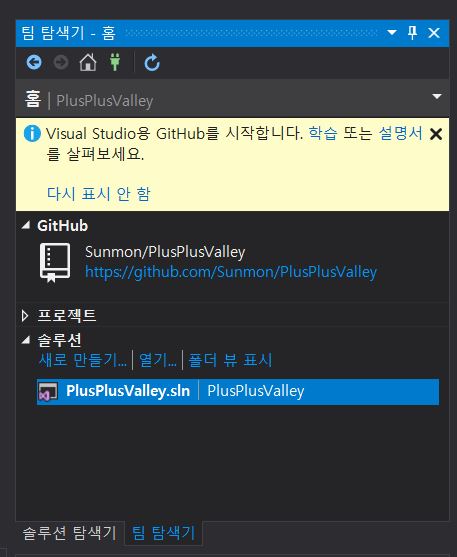 팀 탐색기 - 홈
홈 | PlusPlusValley
Visual Studio용 GitHub를 시작합니다. 학습 또는 설명서
를 살펴보세요.
다시 표시 안 함
GitHub
Sunmon/PlusPlusValley
https://github.com/Sunmon/PlusPlusValley
프로젝트
솔루션
새로 만들기... | 열기... | 폴더 뷰 표시
PlusPlusValley.sln | PlusPlusValley
솔루션 탐색기 팀 탐색기